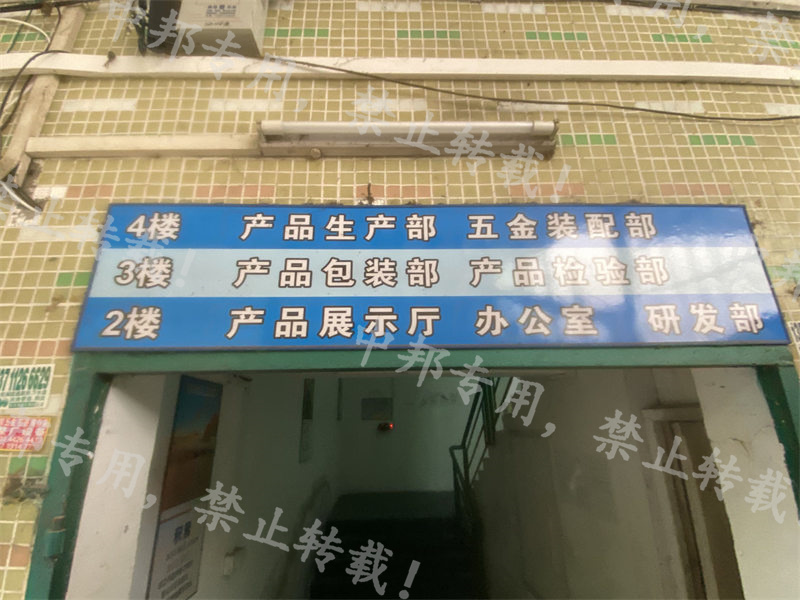 中邦专用，禁止转载！
4楼 产品生产部 五金装配部
3楼 产品包装部 产品检验部
2楼 产品展示厅 办公室 研发部
中邦专用，禁止转载
专用，禁止转载！